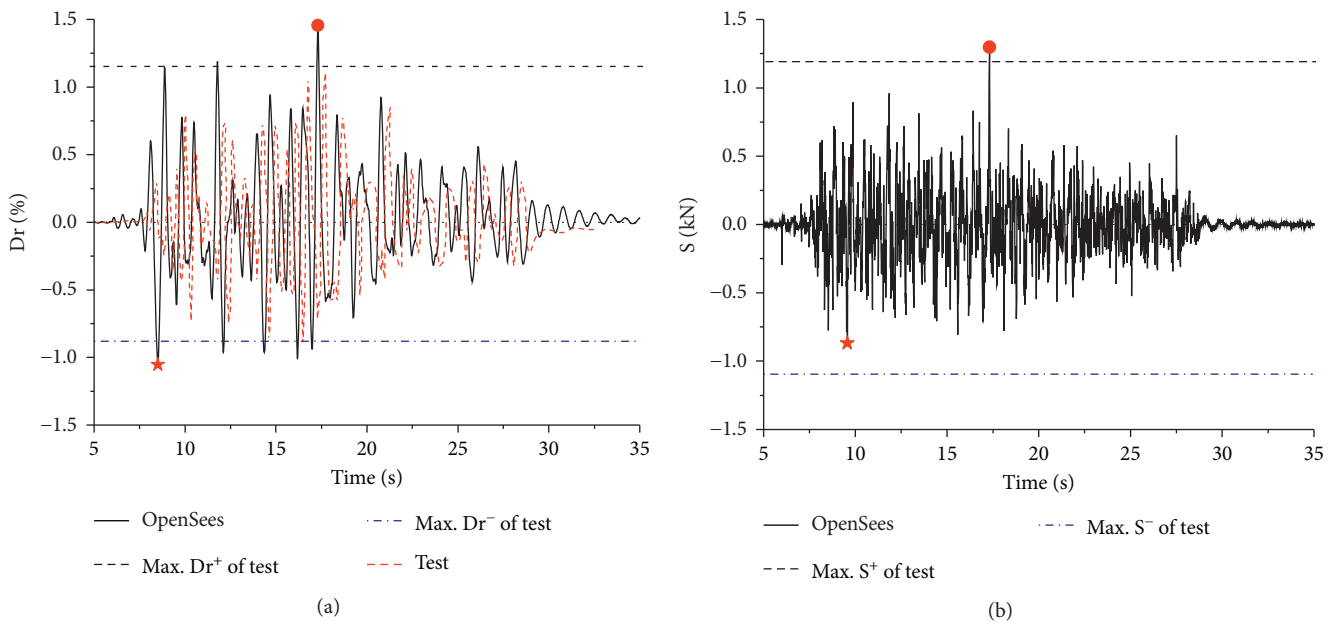 (a)
Dr (%)
1.5
1.0
0.5
0.0
−0.5
−1.0
−1.5
5
10
15
20
25
30
35
Time (s)
OpenSees
Max. Dr⁺ of test
Max. Dr⁻ of test
Test
(b)
S (kN)
1.5
1.0
0.5
0.0
−0.5
−1.0
−1.5
5
10
15
20
25
30
35
Time (s)
OpenSees
Max. S⁺ of test
Max. S⁻ of test